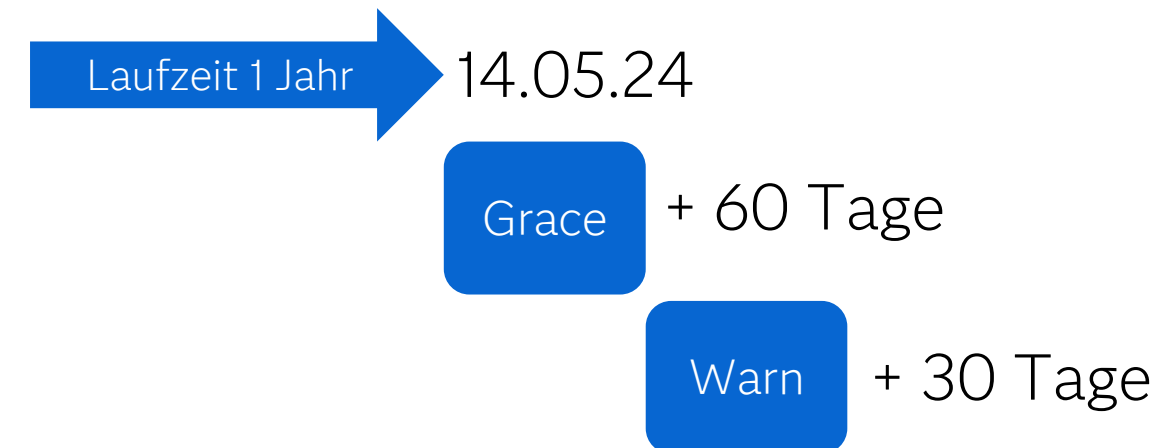 Laufzeit 1 Jahr
14.05.24
Grace
+ 60 Tage
Warn
+ 30 Tage